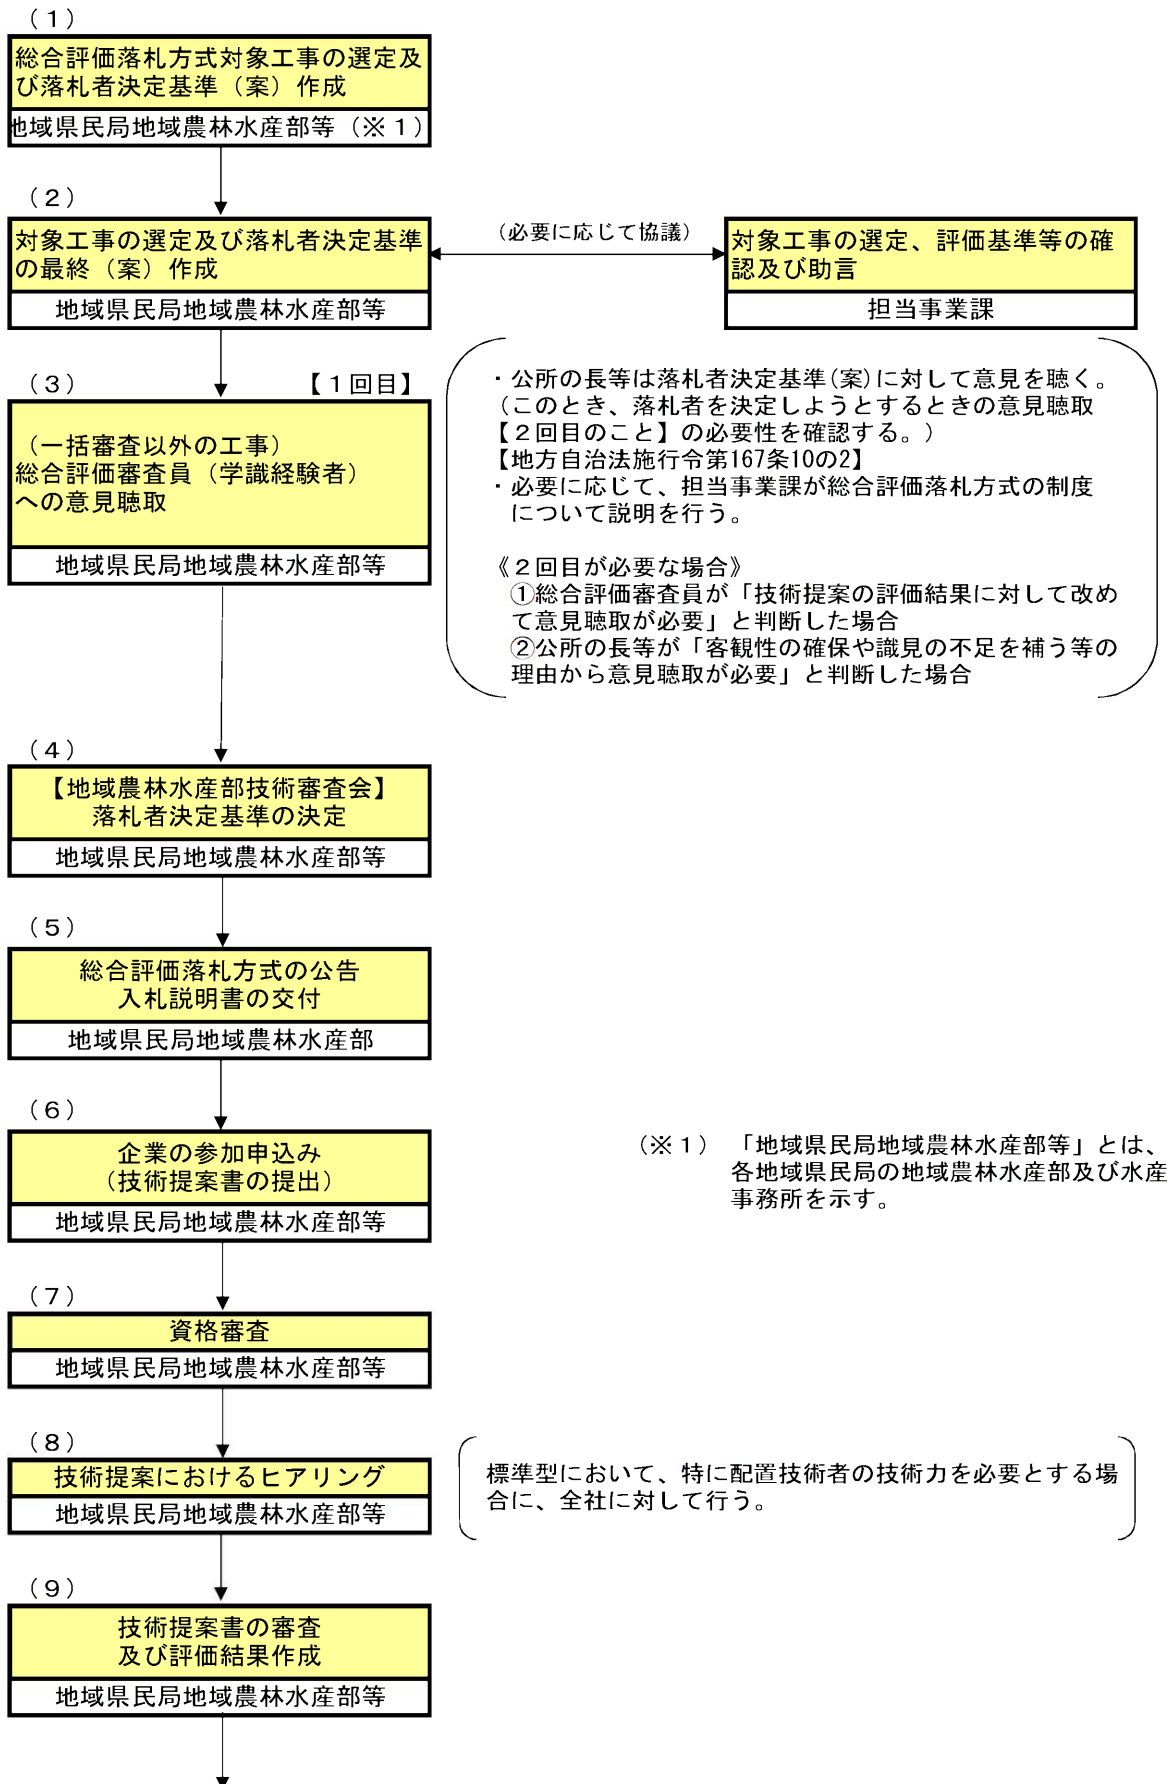 （１）
総合評価落札方式対象工事の選定及
び落札者決定基準（案）作成
地域県民局地域農林水産部等（※１）
（２）
対象工事の選定及び落札者決定基準
の最終（案）作成
地域県民局地域農林水産部等
（必要に応じて協議）
対象工事の選定、評価基準等の確
認及び助言
担当事業課
（３）
【１回目】
（一括審査以外の工事）
総合評価審査員（学識経験者）
への意見聴取
地域県民局地域農林水産部等
・公所の長等は落札者決定基準(案)に対して意見を聴く。
（このとき、落札者を決定しようとするときの意見聴取
【２回目のこと】の必要性を確認する。）
【地方自治法施行令第167条10の2】
・必要に応じて、担当事業課が総合評価落札方式の制度
について説明を行う。
《２回目が必要な場合》
①総合評価審査員が「技術提案の評価結果に対して改め
て意見聴取が必要」と判断した場合
②公所の長等が「客観性の確保や識見の不足を補う等の
理由から意見聴取が必要」と判断した場合
（４）
【地域農林水産部技術審査会】
落札者決定基準の決定
地域県民局地域農林水産部等
（５）
総合評価落札方式の公告
入札説明書の交付
地域県民局地域農林水産部
（６）
企業の参加申込み
（技術提案書の提出）
地域県民局地域農林水産部等
（※１）　「地域県民局地域農林水産部等」とは、
各地域県民局の地域農林水産部及び水産
事務所を示す。
（７）
資格審査
地域県民局地域農林水産部等
（８）
技術提案におけるヒアリング
地域県民局地域農林水産部等
標準型において、特に配置技術者の技術力を必要とする場
合に、全社に対して行う。
（９）
技術提案書の審査
及び評価結果作成
地域県民局地域農林水産部等